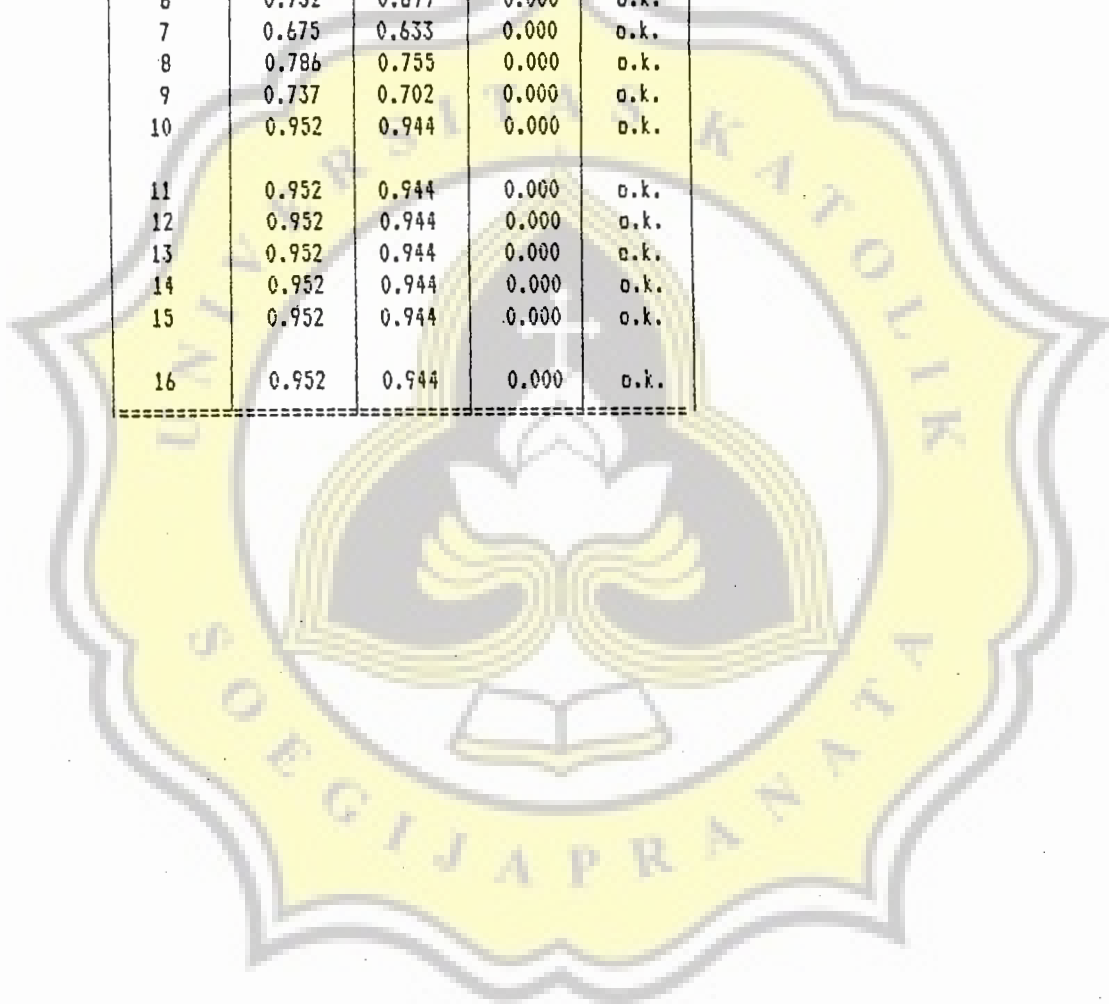 7 0.675 0.633 0.000 o.k.
8 0.786 0.755 0.000 o.k.
9 0.737 0.702 0.000 o.k.
10 0.952 0.944 0.000 o.k.
11 0.952 0.944 0.000 o.k.
12 0.952 0.944 0.000 o.k.
13 0.952 0.944 0.000 o.k.
14 0.952 0.944 0.000 o.k.
15 0.952 0.944 0.000 o.k.
16 0.952 0.944 0.000 o.k.
UNIVERSITAS KATOLIK
SOEGIJAPRANATA